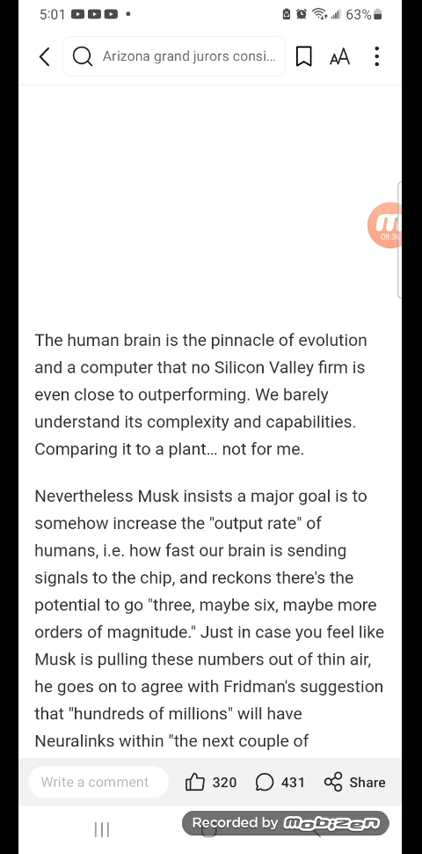 5:01
63%
Arizona grand jurors consi...
AA
08:36
The human brain is the pinnacle of evolution
and a computer that no Silicon Valley firm is
even close to outperforming. We barely
understand its complexity and capabilities.
Comparing it to a plant... not for me.
Nevertheless Musk insists a major goal is to
somehow increase the "output rate" of
humans, i.e. how fast our brain is sending
signals to the chip, and reckons there's the
potential to go "three, maybe six, maybe more
orders of magnitude." Just in case you feel like
Musk is pulling these numbers out of thin air,
he goes on to agree with Fridman's suggestion
that "hundreds of millions" will have
Neuralinks within "the next couple of
Write a comment 320 431 Share
Recorded by mobizen